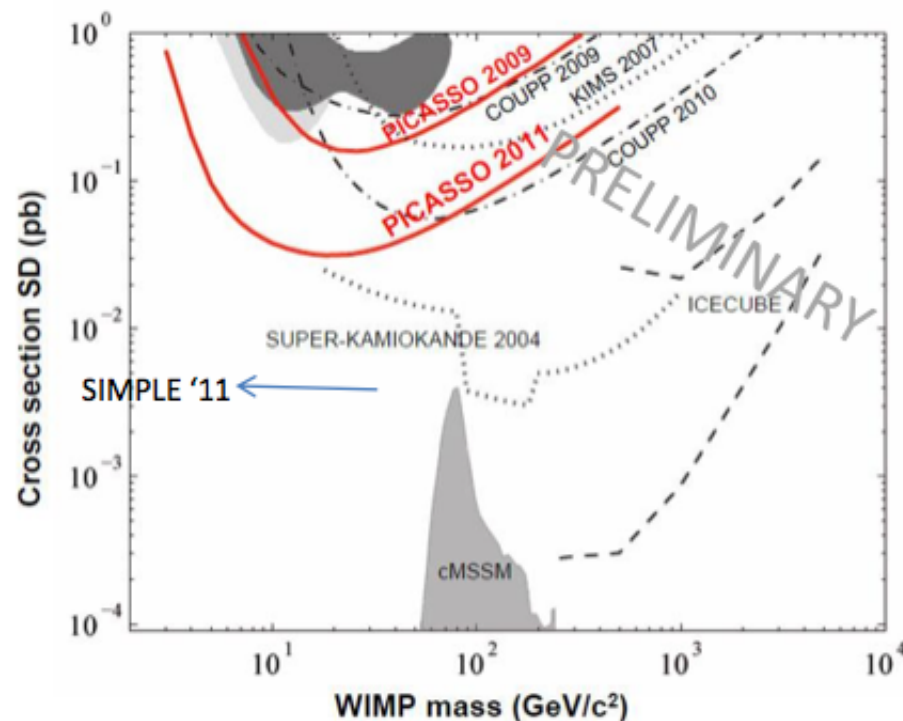 10⁰
10⁻¹
10⁻²
10⁻³
10⁻⁴
Cross section SD (pb)
PICASSO 2009
COUPP 2009
KIMS 2007
COUPP 2010
PICASSO 2011
PRELIMINARY
ICECUBE
SUPER-KAMIOKANDE 2004
SIMPLE '11
cMSSM
10¹
10²
10³
10⁴
WIMP mass (GeV/c²)